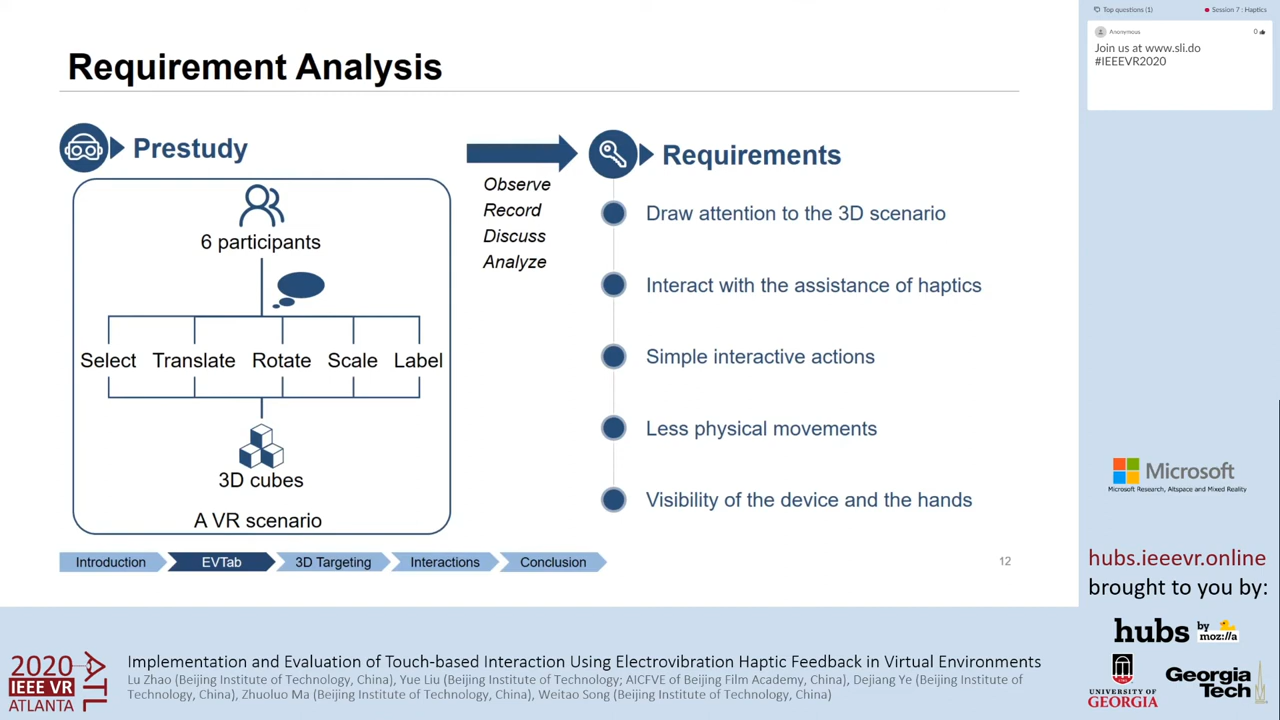 Requirement Analysis
Prestudy
6 participants
Select Translate Rotate Scale Label
3D cubes
A VR scenario
Observe
Record
Discuss
Analyze
Requirements
Draw attention to the 3D scenario
Interact with the assistance of haptics
Simple interactive actions
Less physical movements
Visibility of the device and the hands
Introduction EVTab 3D Targeting Interactions Conclusion
12
Top questions (1) Session 7 : Haptics
Anonymous 0
Join us at www.sli.do
#IEEEVR2020
Microsoft
Microsoft Research, Altspace and Mixed Reality
hubs.ieeevr.online
brought to you by:
hubs by moz://a
UNIVERSITY OF
GEORGIA
Georgia
Tech
2020
IEEE VR
ATLANTA
ATL
Implementation and Evaluation of Touch-based Interaction Using Electrovibration Haptic Feedback in Virtual Environments
Lu Zhao (Beijing Institute of Technology, China), Yue Liu (Beijing Institute of Technology; AICFVE of Beijing Film Academy, China), Dejiang Ye (Beijing Institute of
Technology, China), Zhuoluo Ma (Beijing Institute of Technology, China), Weitao Song (Beijing Institute of Technology, China)